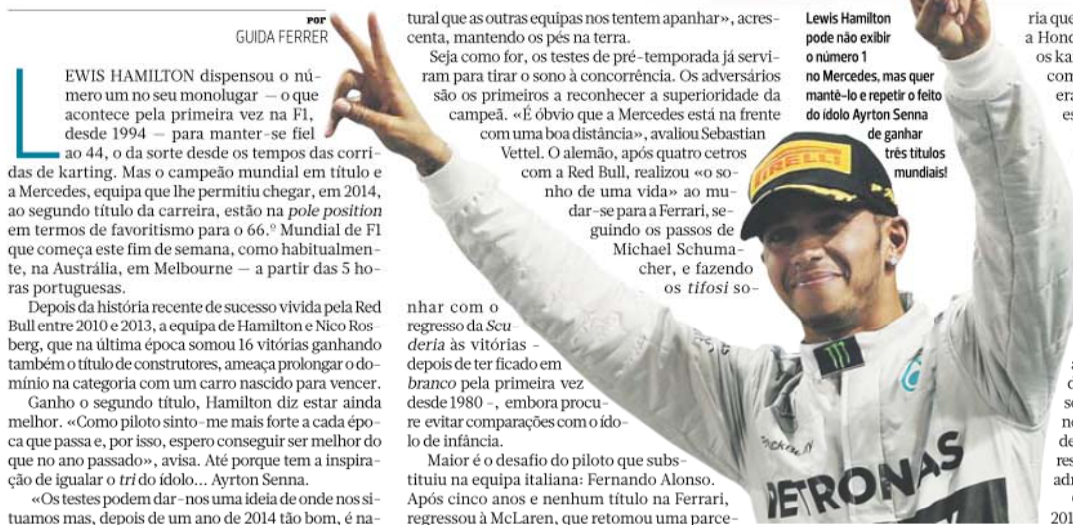 POR
GUIDA FERRER
LEWIS HAMILTON dispensou o nú-
mero um no seu monolugar — o que
acontece pela primeira vez na F1,
desde 1994 — para manter-se fiel
ao 44, o da sorte desde os tempos das corri-
das de karting. Mas o campeão mundial em título e
a Mercedes, equipa que lhe permitiu chegar, em 2014,
ao segundo título da carreira, estão na pole position
em termos de favoritismo para o 66.º Mundial de F1
que começa este fim de semana, como habitualmen-
te, na Austrália, em Melbourne — a partir das 5 ho-
ras portuguesas.
Depois da história recente de sucesso vivida pela Red
Bull entre 2010 e 2013, a equipa de Hamilton e Nico Ros-
berg, que na última época somou 16 vitórias ganhando
também o título de construtores, ameaça prolongar o do-
mínio na categoria com um carro nascido para vencer.
Ganho o segundo título, Hamilton diz estar ainda
melhor. «Como piloto sinto-me mais forte a cada épo-
ca que passa e, por isso, espero conseguir ser melhor do
que no ano passado», avisa. Até porque tem a inspira-
ção de igualar o tri do ídolo... Ayrton Senna.
«Os testes podem dar-nos uma ideia de onde nos si-
tuamos mas, depois de um ano de 2014 tão bom, é na-
tural que as outras equipas nos tentem apanhar», acres-
centa, mantendo os pés na terra.
Seja como for, os testes de pré-temporada já servi-
ram para tirar o sono à concorrência. Os adversários
são os primeiros a reconhecer a superioridade da
campeã. «É óbvio que a Mercedes está na frente
com uma boa distância», avaliou Sebastian
Vettel. O alemão, após quatro cetros
com a Red Bull, realizou «o so-
nho de uma vida» ao mu-
dar-se para a Ferrari, se-
guindo os passos de
Michael Schuma-
cher, e fazendo
os tifosi so-
nhar com o
regresso da Scu-
deria às vitórias -
depois de ter ficado em
branco pela primeira vez
desde 1980 -, embora procu-
re evitar comparações com o ído-
lo de infância.
Maior é o desafio do piloto que subs-
tituiu na equipa italiana: Fernando Alonso.
Após cinco anos e nenhum título na Ferrari,
regressou à McLaren, que retomou uma parce-
ria que
a Hond
os ka
com
era
es
Lewis Hamilton
pode não exibir
o número 1
no Mercedes, mas quer
mantê-lo e repetir o feito
do ídolo Ayrton Senna
de ganhar
três títulos
mundiais!
PIRELLI
PETRONAS
d
so
no
de
res
adr
201